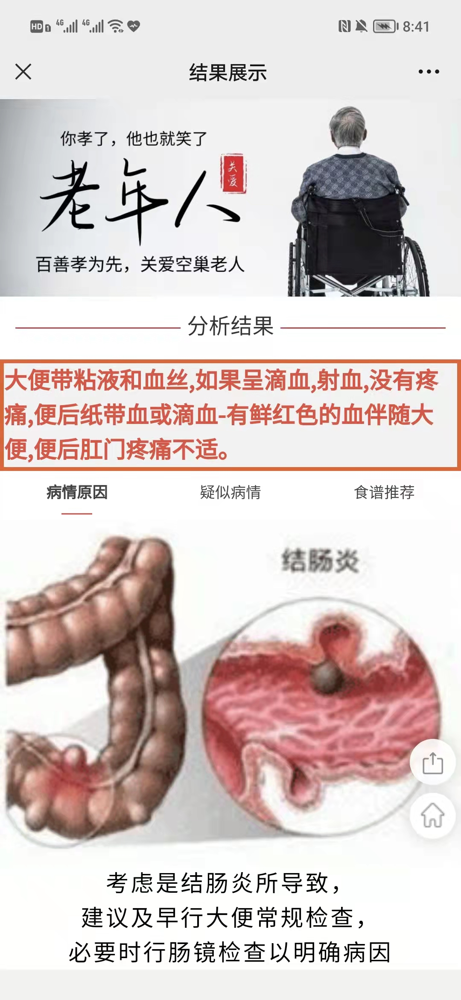 HD 1 4G 4G 8:41
结果展示
你孝了，他也就笑了
老年人
关爱
百善孝为先，关爱空巢老人
分析结果
大便带粘液和血丝,如果呈滴血,射血,没有疼
痛,便后纸带血或滴血-有鲜红色的血伴随大
便,便后肛门疼痛不适。
病情原因 疑似病情 食谱推荐
结肠炎
考虑是结肠炎所导致，
建议及早行大便常规检查，
必要时行肠镜检查以明确病因